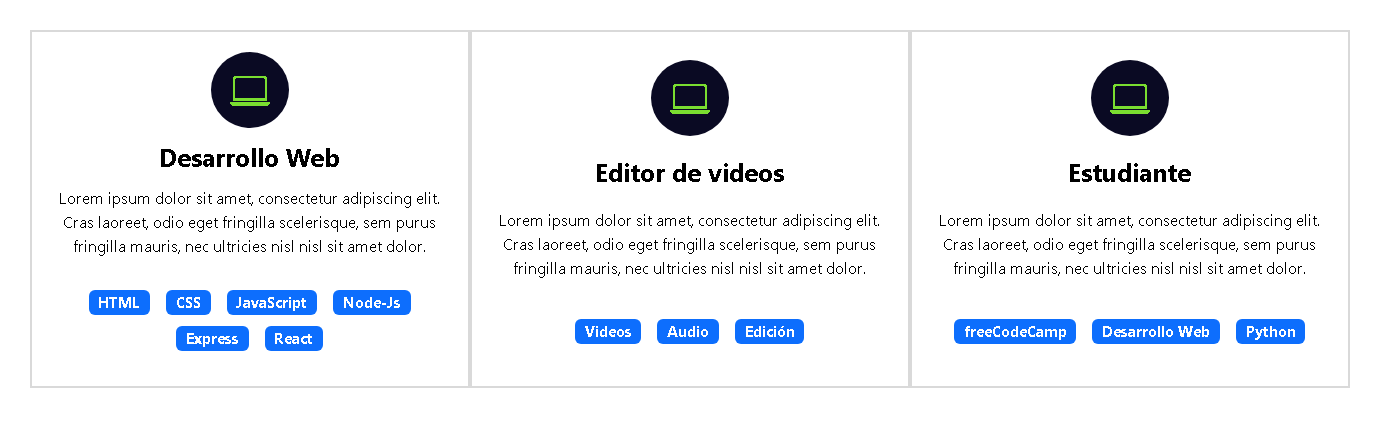 Desarrollo Web
Lorem ipsum dolor sit amet, consectetur adipiscing elit.
Cras laoreet, odio eget fringilla scelerisque, sem purus
fringilla mauris, nec ultricies nisl nisl sit amet dolor.
HTML CSS JavaScript Node-Js
Express React
Editor de videos
Lorem ipsum dolor sit amet, consectetur adipiscing elit.
Cras laoreet, odio eget fringilla scelerisque, sem purus
fringilla mauris, nec ultricies nisl nisl sit amet dolor.
Videos Audio Edición
Estudiante
Lorem ipsum dolor sit amet, consectetur adipiscing elit.
Cras laoreet, odio eget fringilla scelerisque, sem purus
fringilla mauris, nec ultricies nisl nisl sit amet dolor.
freeCodeCamp Desarrollo Web Python